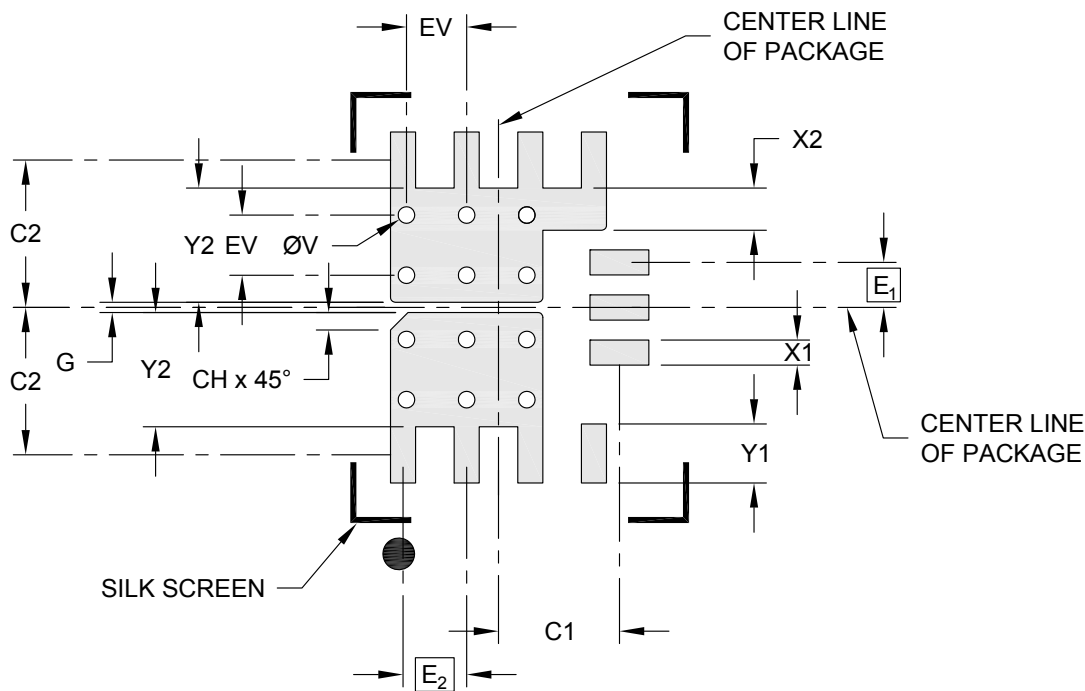 EV
CENTER LINE
OF PACKAGE
X2
C2
Y2 EV ØV
E1
G
X1
C2
Y2
CH x 45°
Y1
CENTER LINE
OF PACKAGE
SILK SCREEN
C1
E2